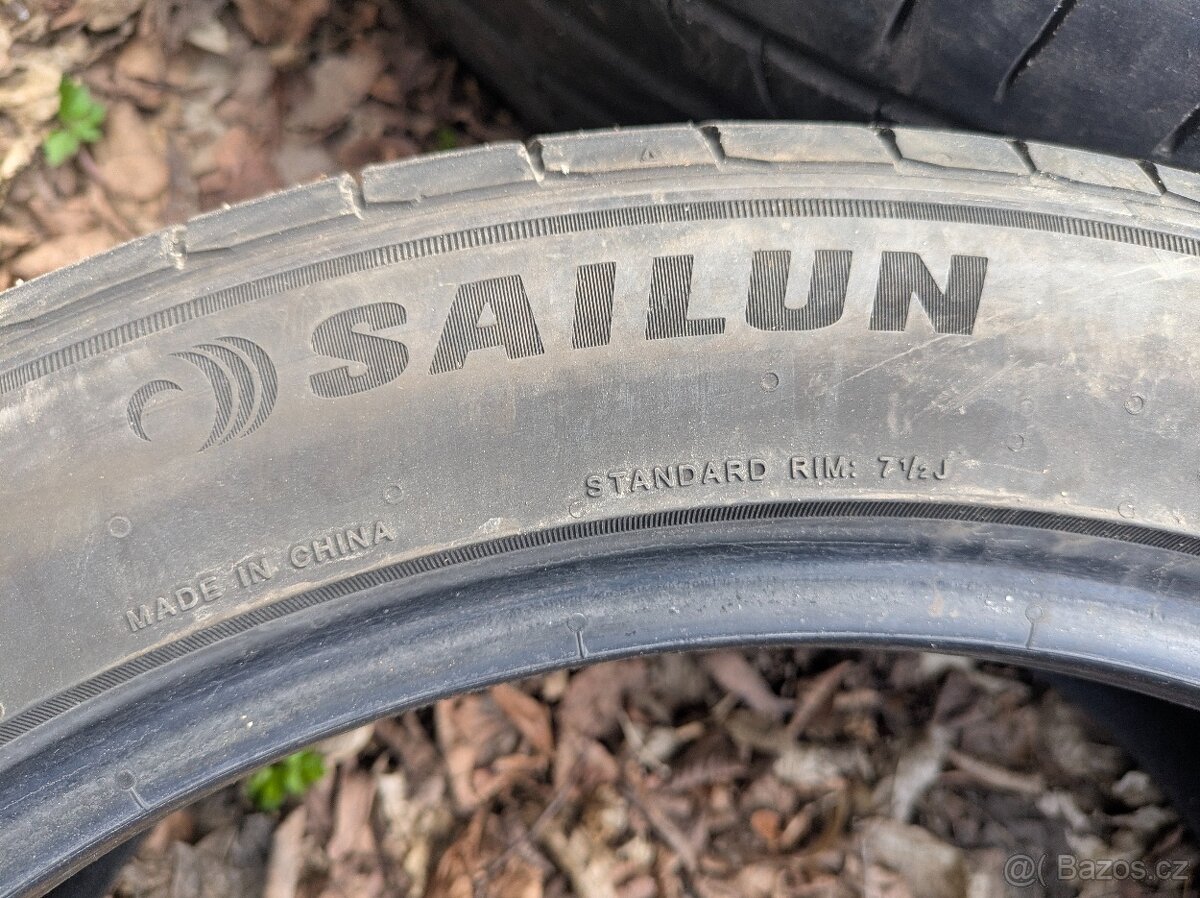 SAILUN
STANDARD RIM: 7½J
MADE IN CHINA
@( Bazos.cz